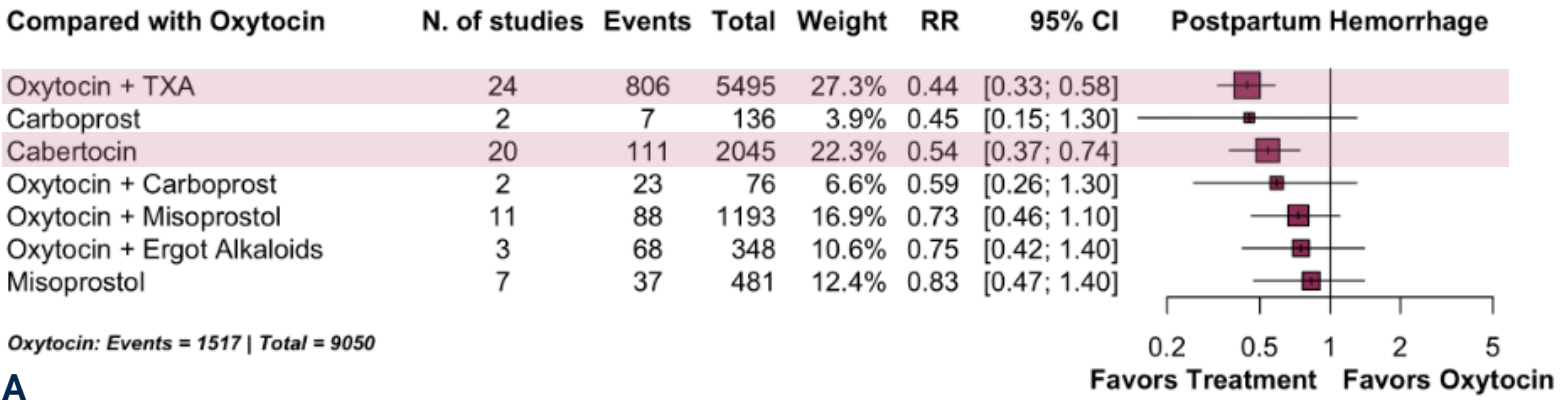 Compared with Oxytocin N. of studies Events Total Weight RR 95% CI Postpartum Hemorrhage
Oxytocin + TXA 24 806 5495 27.3% 0.44 [0.33; 0.58]
Carboprost 2 7 136 3.9% 0.45 [0.15; 1.30]
Cabertocin 20 111 2045 22.3% 0.54 [0.37; 0.74]
Oxytocin + Carboprost 2 23 76 6.6% 0.59 [0.26; 1.30]
Oxytocin + Misoprostol 11 88 1193 16.9% 0.73 [0.46; 1.10]
Oxytocin + Ergot Alkaloids 3 68 348 10.6% 0.75 [0.42; 1.40]
Misoprostol 7 37 481 12.4% 0.83 [0.47; 1.40]
Oxytocin: Events = 1517 | Total = 9050
0.2 0.5 1 2 5
Favors Treatment Favors Oxytocin
A